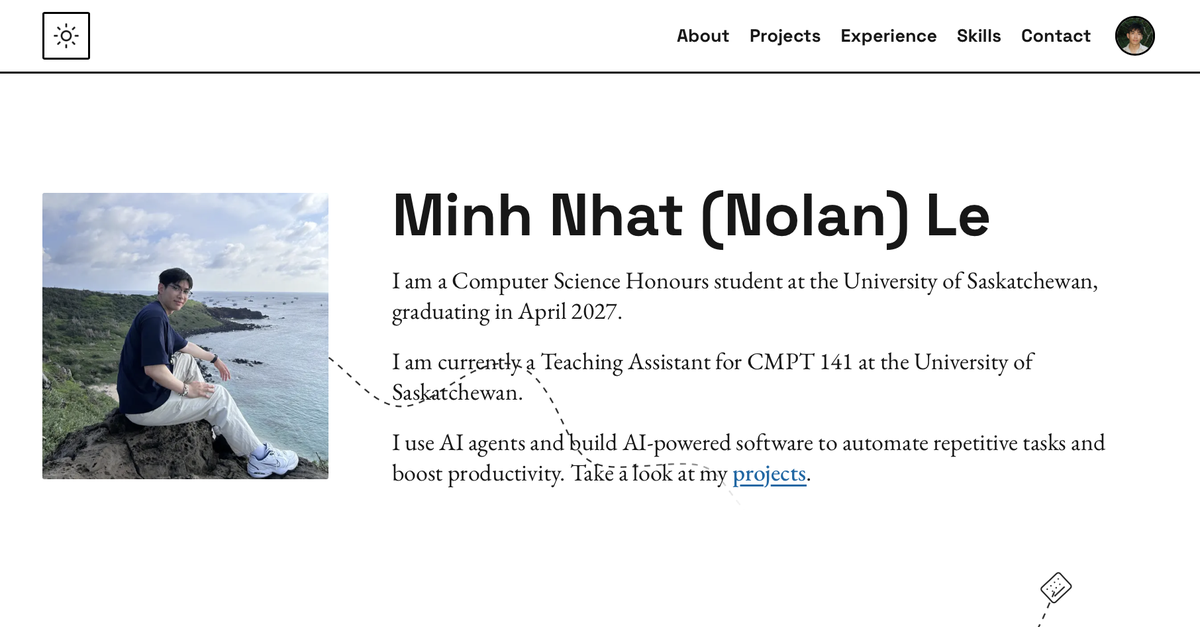 About Projects Experience Skills Contact
Minh Nhat (Nolan) Le
I am a Computer Science Honours student at the University of Saskatchewan,
graduating in April 2027.
I am currently a Teaching Assistant for CMPT 141 at the University of
Saskatchewan.
I use AI agents and build AI-powered software to automate repetitive tasks and
boost productivity. Take a look at my projects.